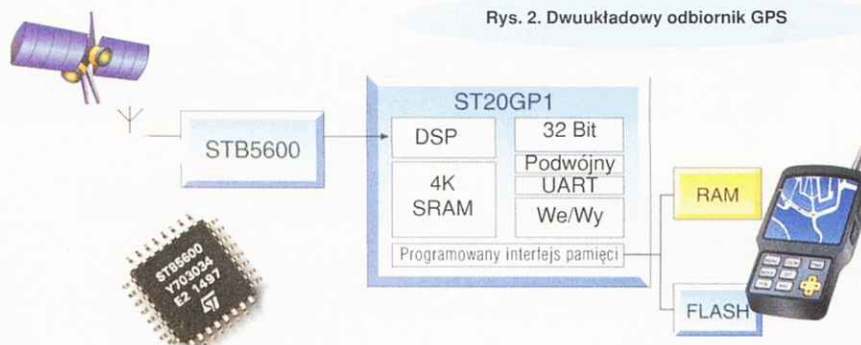 Rys. 2. Dwuukładowy odbiornik GPS
STB5600
ST20GP1
DSP
4K
SRAM
32 Bit
Podwójny
UART
We/Wy
Programowany interfejs pamięci
RAM
FLASH
STB5600
Y703034
E2 1497